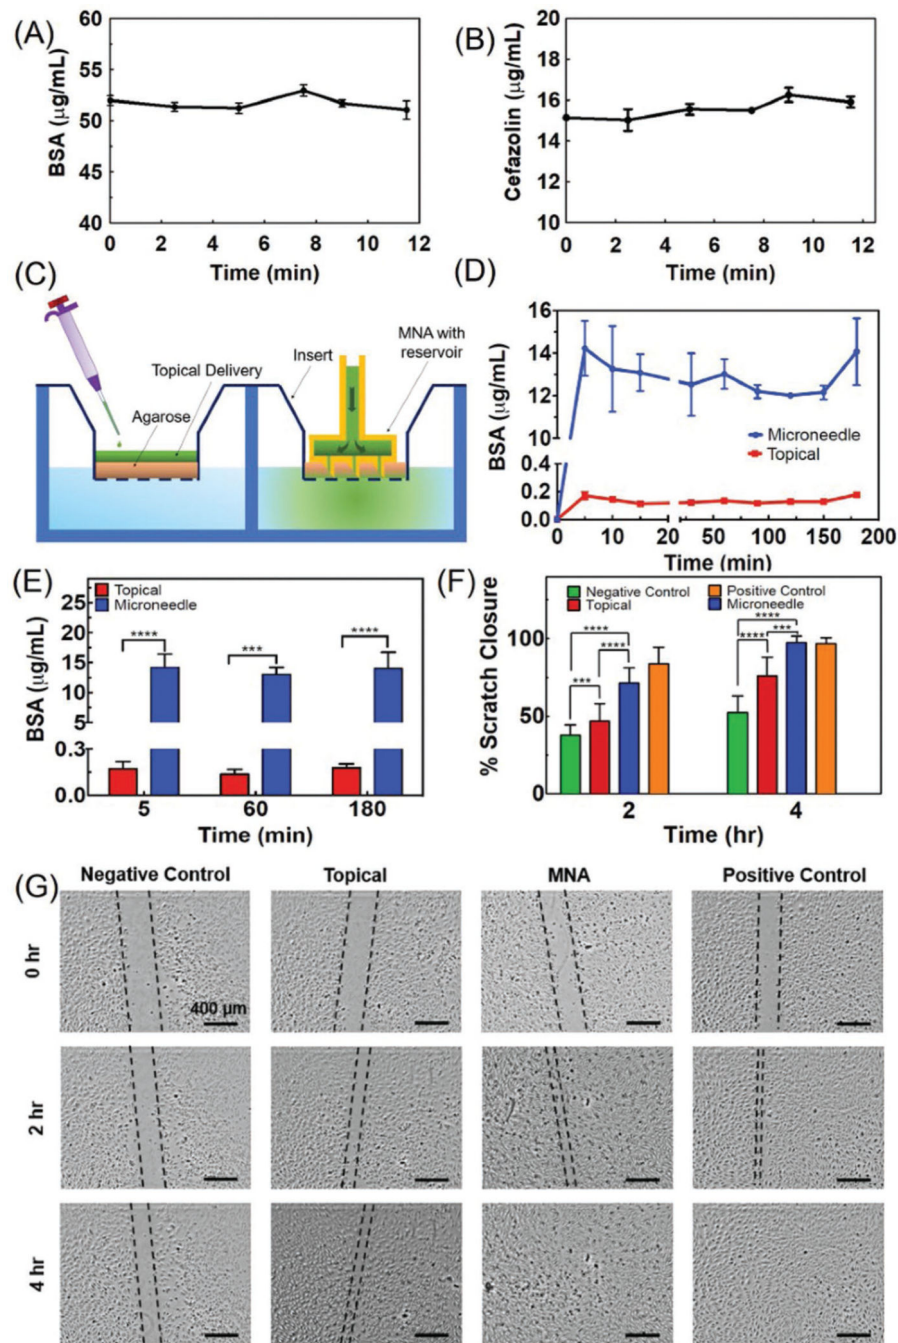 (A)
60
55
50
45
40
BSA (µg/mL)
0 2 4 6 8 10 12
Time (min)
(B)
20
18
16
14
12
10
Cefazolin (µg/mL)
0 2 4 6 8 10 12
Time (min)
(C)
Topical Delivery
Agarose
Insert
MNA with
reservoir
(D)
16
14
12
10
0.4
0.2
0.0
BSA (µg/mL)
Microneedle
Topical
0 10 20 50 100 150 200
Time (min)
(E)
Topical
Microneedle
25
20
15
10
5
0.3
0.0
BSA (µg/mL)
**** *** ****
5 60 180
Time (min)
(F)
Negative Control Positive Control
Topical Microneedle
100
50
0
% Scratch Closure
****
*** ****
****
**** ***
2 4
Time (hr)
(G)
Negative Control Topical MNA Positive Control
0 hr
400 µm
2 hr
4 hr